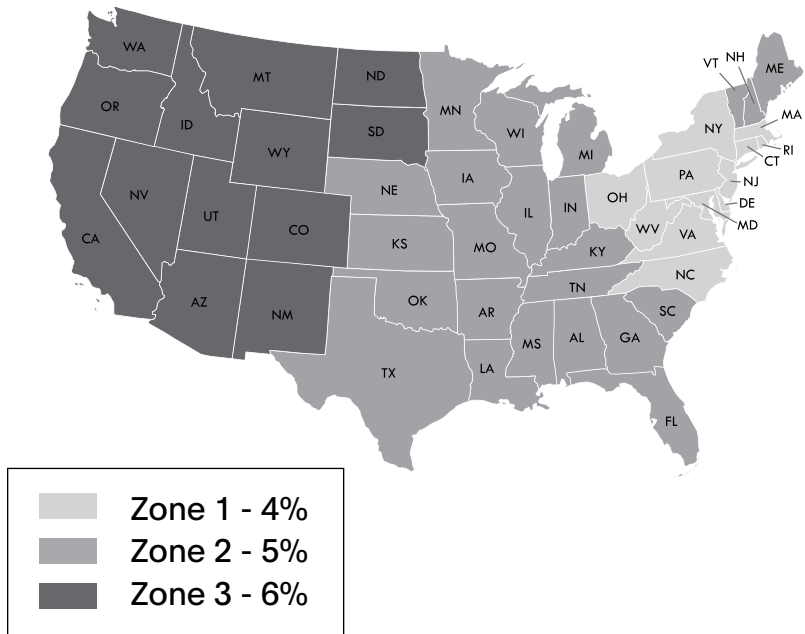 WA
MT
ND
MN
VT
NH
ME
OR
ID
SD
WI
MI
NY
MA
RI
CT
WY
NE
IA
IL
IN
OH
PA
NJ
DE
MD
NV
UT
CO
KS
MO
KY
WV
VA
CA
AZ
NM
OK
AR
TN
NC
SC
TX
LA
MS
AL
GA
FL
Zone 1 - 4%
Zone 2 - 5%
Zone 3 - 6%